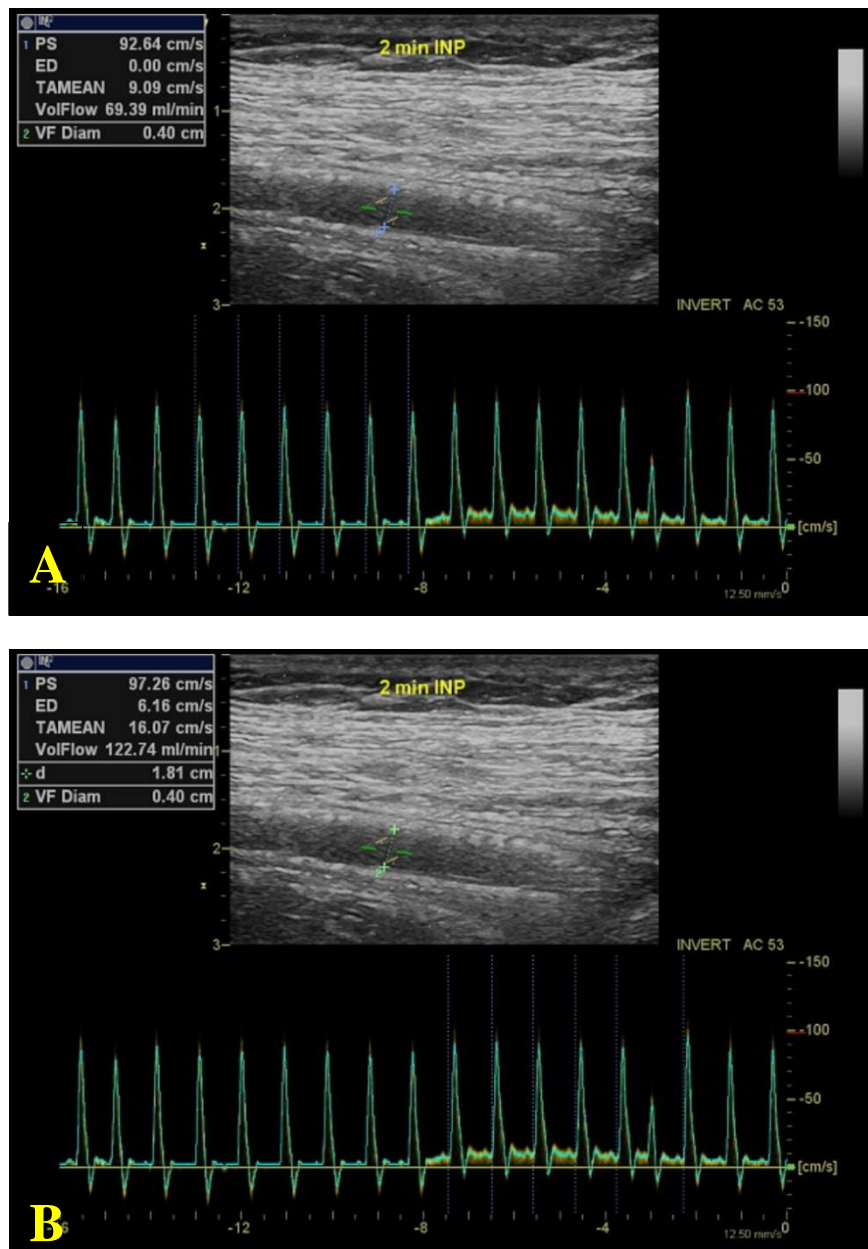 1 PS 92.64 cm/s
ED 0.00 cm/s
TAMEAN 9.09 cm/s
VolFlow 69.39 ml/min
2 VF Diam 0.40 cm
2 min INP
1
2
3
INVERT AC 53
-150
-100
-50
[cm/s]
A
-16 -12 -8 -4 0
12.50 mm/s
1 PS 97.26 cm/s
ED 6.16 cm/s
TAMEAN 16.07 cm/s
VolFlow 122.74 ml/min
d 1.81 cm
2 VF Diam 0.40 cm
2 min INP
1
2
2
3
INVERT AC 53
-150
-100
-50
[cm/s]
B
-12 -8 -4 0
12.50 mm/s